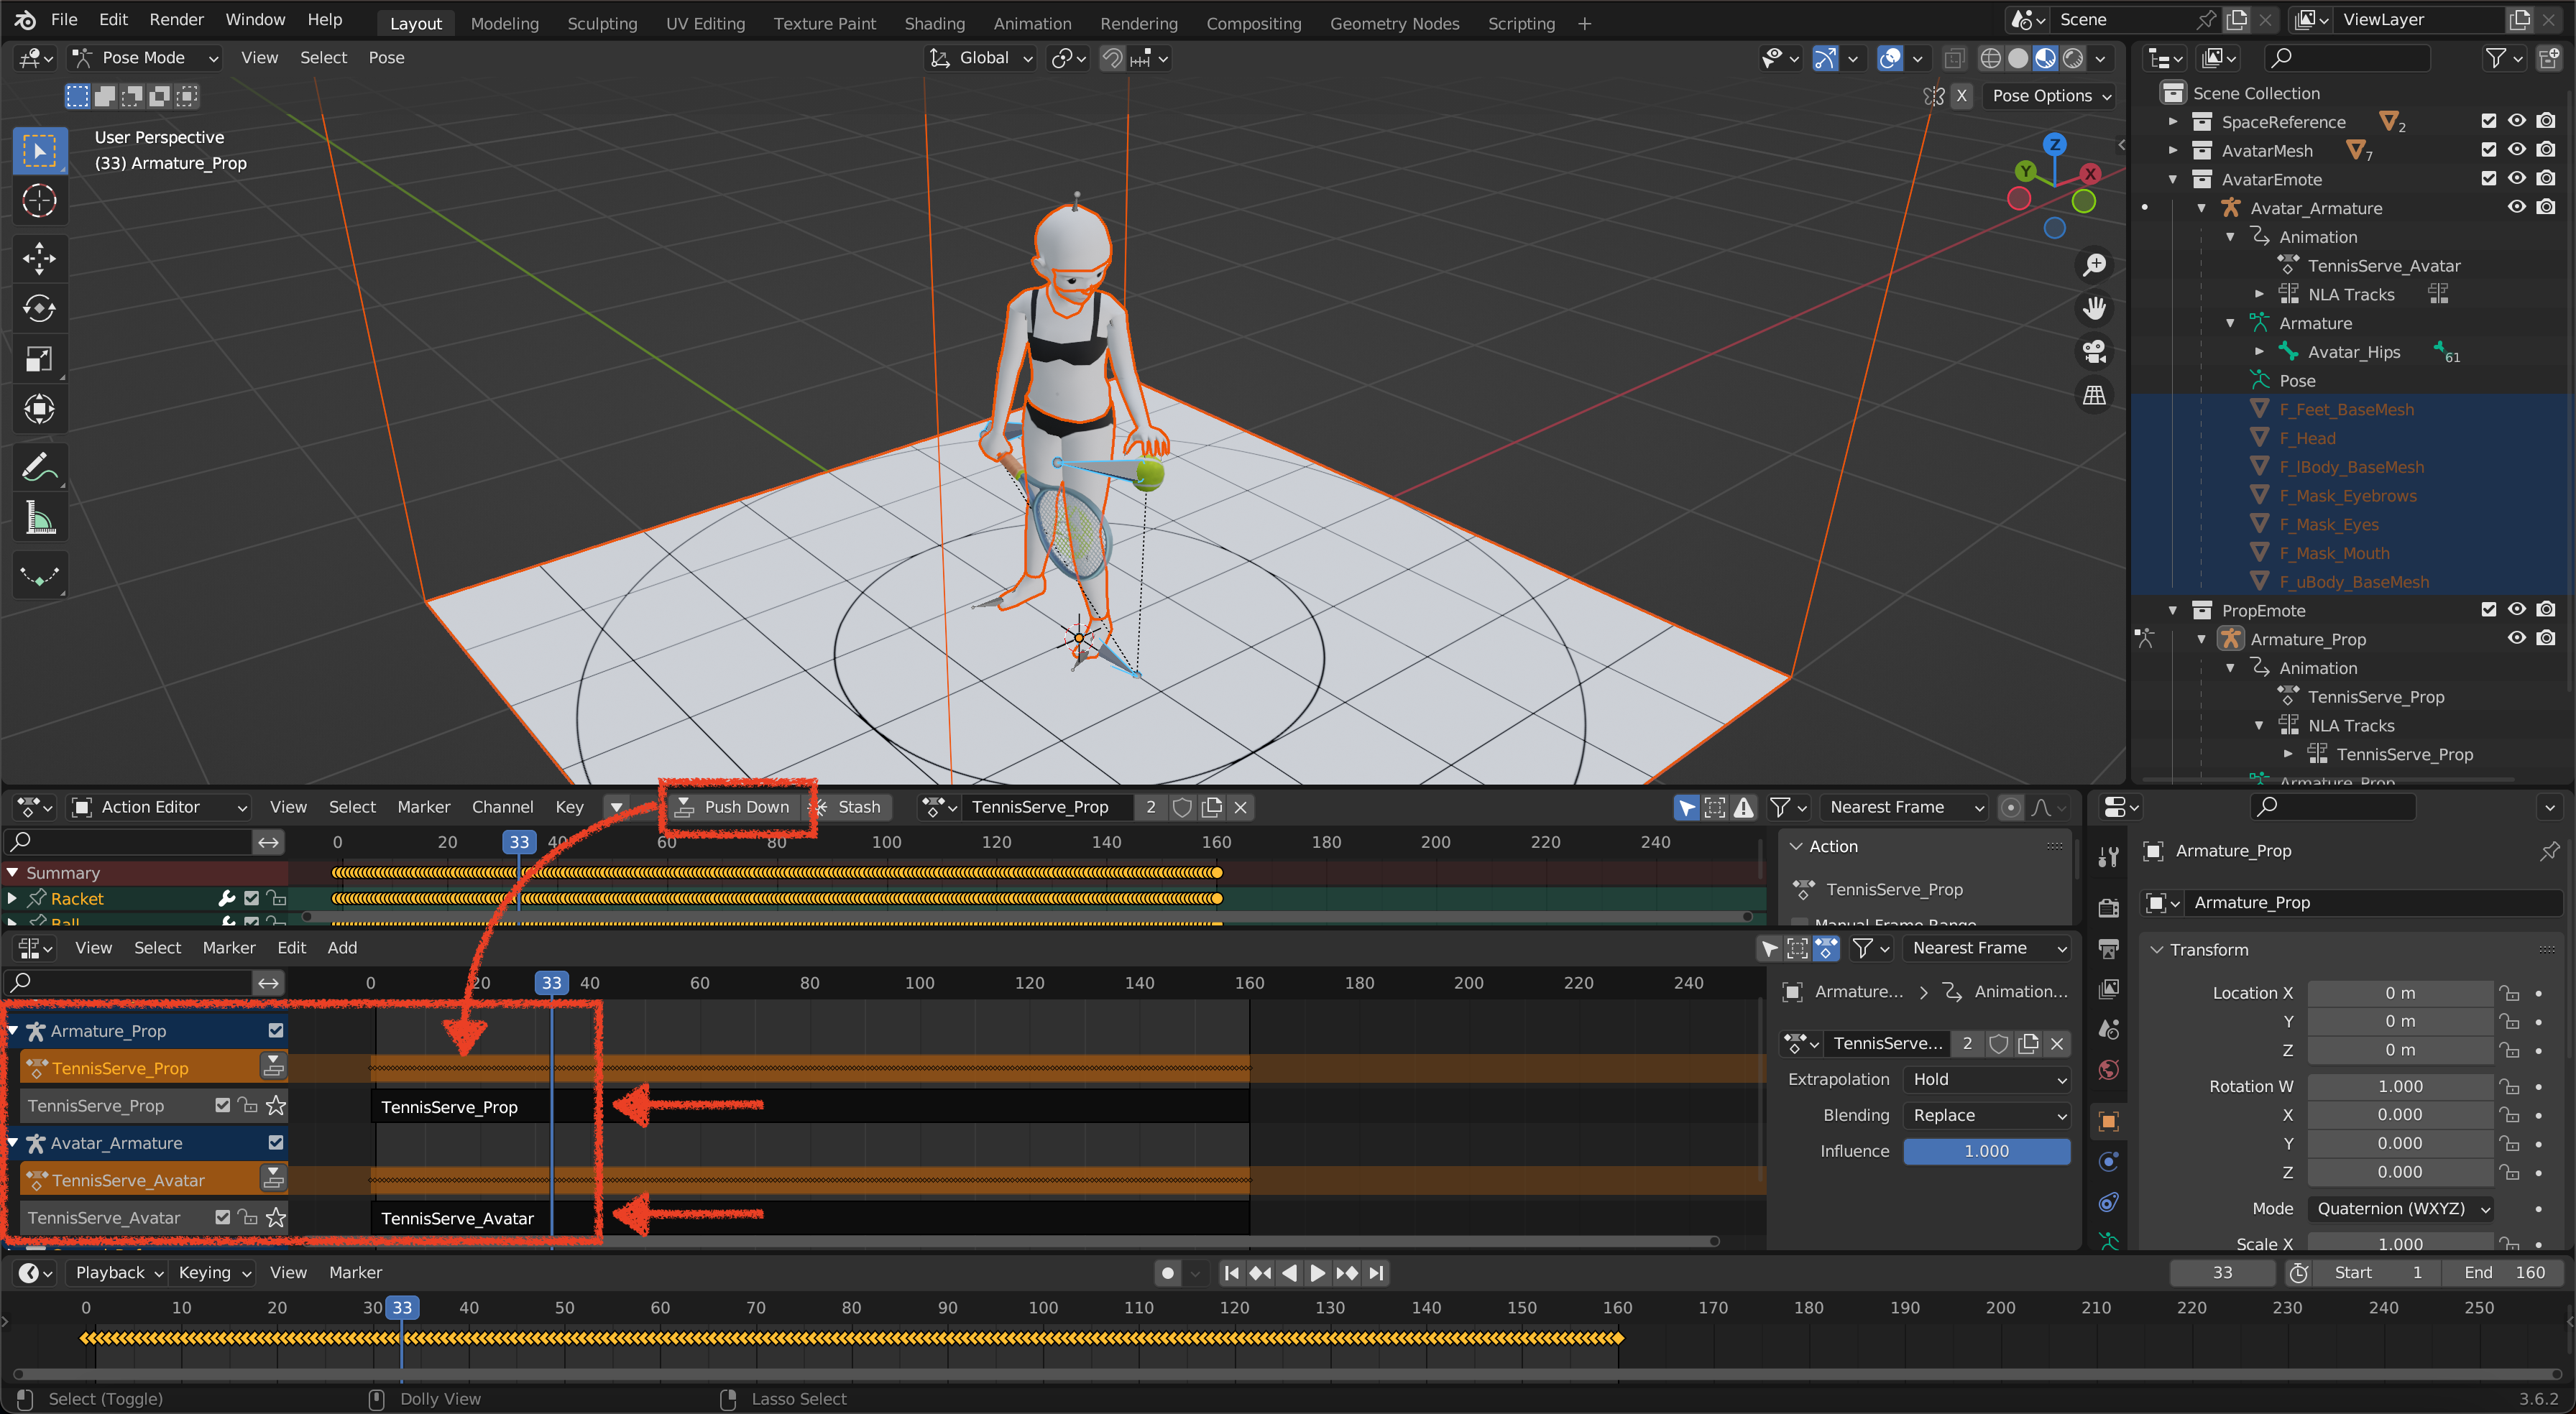 File Edit Render Window Help Layout Modeling Sculpting UV Editing Texture Paint Shading Animation Rendering Compositing Geometry Nodes Scripting + Scene ViewLayer
Pose Mode View Select Pose Global
X Pose Options
User Perspective
(33) Armature_Prop
Z
Y
X
Scene Collection
SpaceReference 2
AvatarMesh 7
AvatarEmote
Avatar_Armature
Animation
TennisServe_Avatar
NLA Tracks
Armature
Avatar_Hips 61
Pose
F_Feet_BaseMesh
F_Head
F_lBody_BaseMesh
F_Mask_Eyebrows
F_Mask_Eyes
F_Mask_Mouth
F_uBody_BaseMesh
PropEmote
Armature_Prop
Animation
TennisServe_Prop
NLA Tracks
TennisServe_Prop
Armature_Prop
Action Editor View Select Marker Channel Key Push Down Stash TennisServe_Prop 2 Nearest Frame
0 20 33 40 60 80 100 120 140 160 180 200 220 240
Summary
Racket
Ball
Action
TennisServe_Prop
Manual Frame Range
View Select Marker Edit Add Nearest Frame
0 20 33 40 60 80 100 120 140 160 180 200 220 240
Armature_Prop
TennisServe_Prop
TennisServe_Prop TennisServe_Prop
Avatar_Armature
TennisServe_Avatar
TennisServe_Avatar TennisServe_Avatar
Armature... Animation...
TennisServe... 2
Extrapolation Hold
Blending Replace
Influence 1.000
Armature_Prop
Armature_Prop
Transform
Location X 0 m
Y 0 m
Z 0 m
Rotation W 1.000
X 0.000
Y 0.000
Z 0.000
Mode Quaternion (WXYZ)
Scale X 1.000
Playback Keying View Marker 33 Start 1 End 160
0 10 20 30 33 40 50 60 70 80 90 100 110 120 130 140 150 160 170 180 190 200 210 220 230 240 250
Select (Toggle) Dolly View Lasso Select 3.6.2